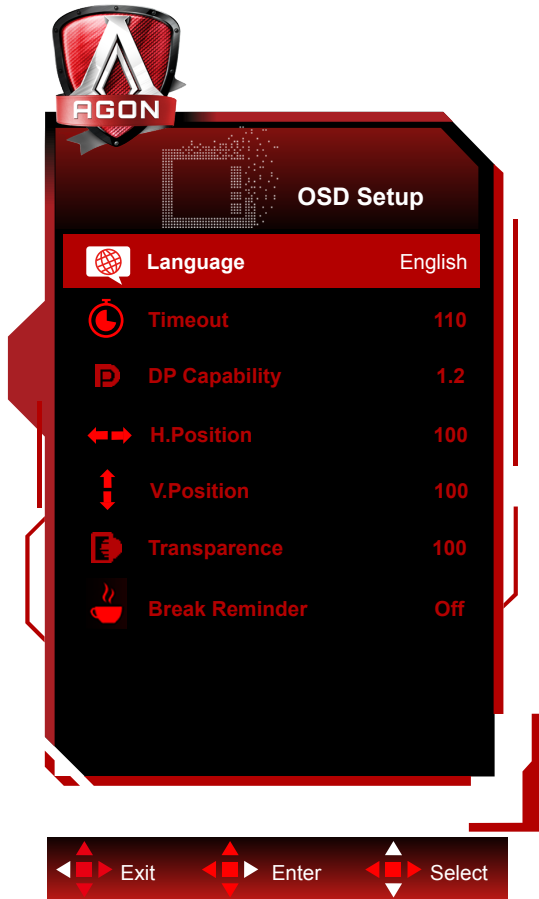 AGON
OSD Setup
Language English
Timeout 110
DP Capability 1.2
H.Position 100
V.Position 100
Transparence 100
Break Reminder Off
Exit Enter Select